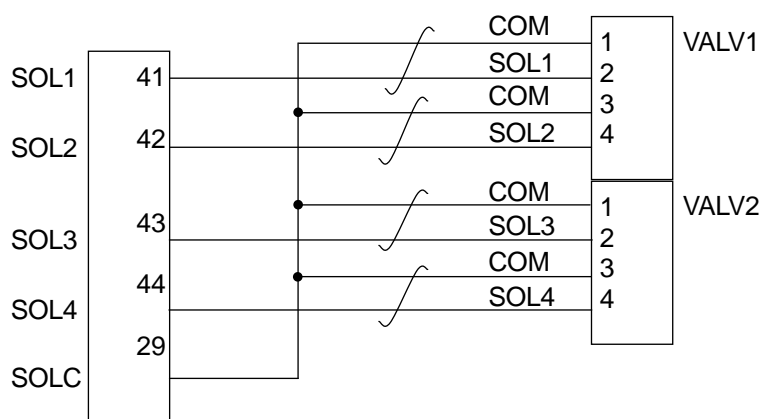 COM
1
VALV1
SOL1
41
SOL1
2
COM
3
SOL2
42
SOL2
4
COM
1
VALV2
43
SOL3
SOL3
2
COM
3
44
SOL4
SOL4
4
29
SOLC